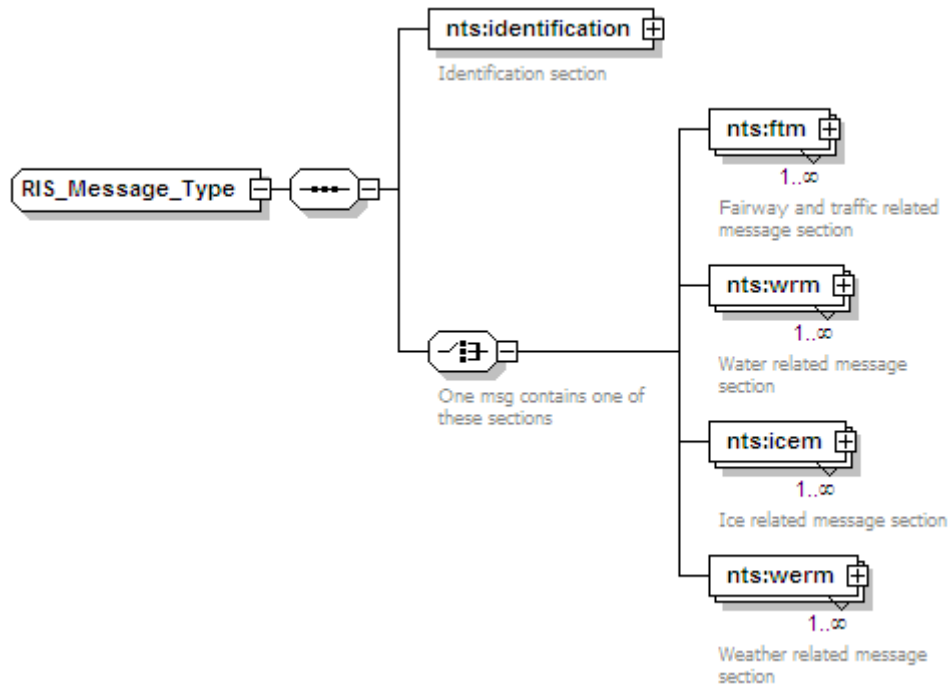 nts:identification
Identification section
RIS_Message_Type
nts:ftm
1..∞
Fairway and traffic related
message section
nts:wrm
1..∞
Water related message
section
One msg contains one of
these sections
nts:icem
1..∞
Ice related message section
nts:werm
1..∞
Weather related message
section